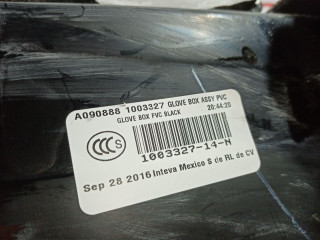 A090888 1003327 GLOVE BOX ASSY PVC
GLOVE BOX PVC BLACK 20:44:20
CCC S
1003327-14-N
Sep 28 2016 Inteva Mexico S de RL de CV